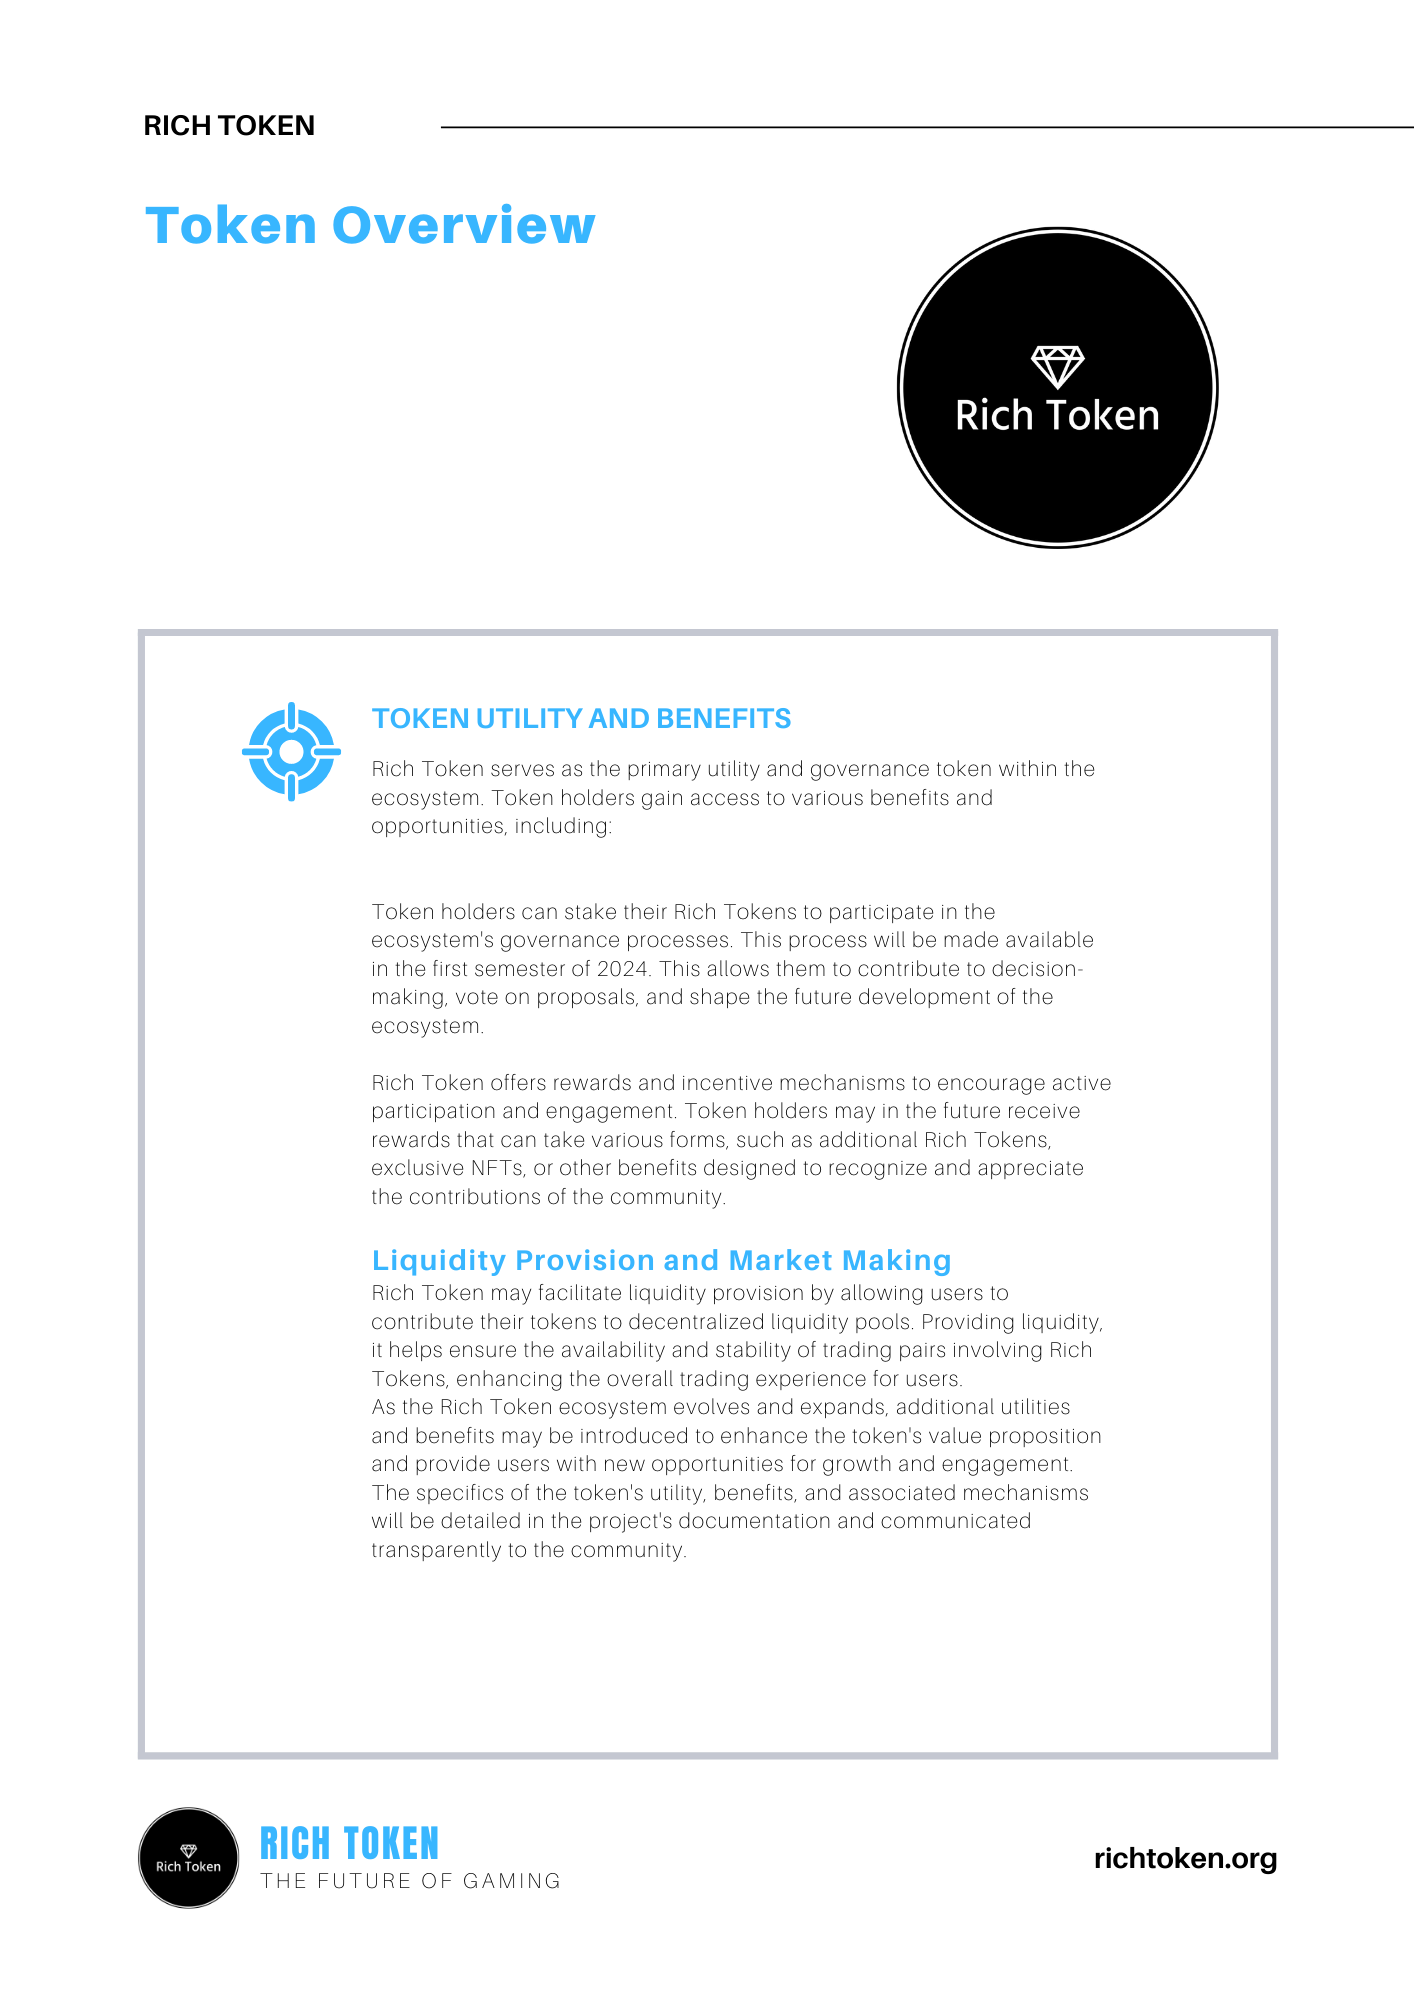 RICH TOKEN
Token Overview
Rich Token
TOKEN UTILITY AND BENEFITS
Rich Token serves as the primary utility and governance token within the
ecosystem. Token holders gain access to various benefits and
opportunities, including:
Token holders can stake their Rich Tokens to participate in the
ecosystem's governance processes. This process will be made available
in the first semester of 2024. This allows them to contribute to decision-
making, vote on proposals, and shape the future development of the
ecosystem.
Rich Token offers rewards and incentive mechanisms to encourage active
participation and engagement. Token holders may in the future receive
rewards that can take various forms, such as additional Rich Tokens,
exclusive NFTs, or other benefits designed to recognize and appreciate
the contributions of the community.
Liquidity Provision and Market Making
Rich Token may facilitate liquidity provision by allowing users to
contribute their tokens to decentralized liquidity pools. Providing liquidity,
it helps ensure the availability and stability of trading pairs involving Rich
Tokens, enhancing the overall trading experience for users.
As the Rich Token ecosystem evolves and expands, additional utilities
and benefits may be introduced to enhance the token's value proposition
and provide users with new opportunities for growth and engagement.
The specifics of the token's utility, benefits, and associated mechanisms
will be detailed in the project's documentation and communicated
transparently to the community.
Rich Token
RICH TOKEN
THE FUTURE OF GAMING
richtoken.org